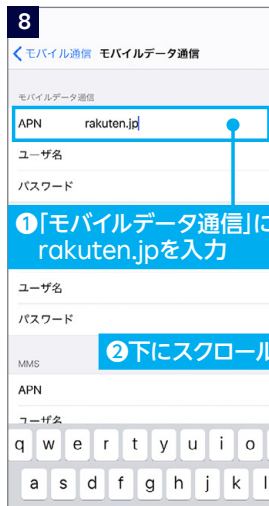 8
モバイル通信 モバイルデータ通信
モバイルデータ通信
APN rakuten.jp
ユーザ名
パスワード
❶「モバイルデータ通信」に
rakuten.jpを入力
ユーザ名
パスワード
❷下にスクロール
MMS
APN
ユーザ名
q w e r t y u i o
a s d f g h j k l